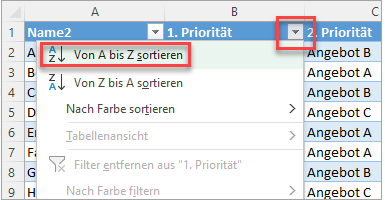 A B C
1 Name2 1. Priorität 2. Priorität
2 A Von A bis Z sortieren Angebot B
3 B Von Z bis A sortieren Angebot A
4 C Nach Farbe sortieren Angebot B
5 D Angebot C
6 Er Tabellenansicht Angebot A
7 Fa Filter entfernen aus "1. Priorität" Angebot A
8 G Angebot B
9 H Nach Farbe filtern Angebot C